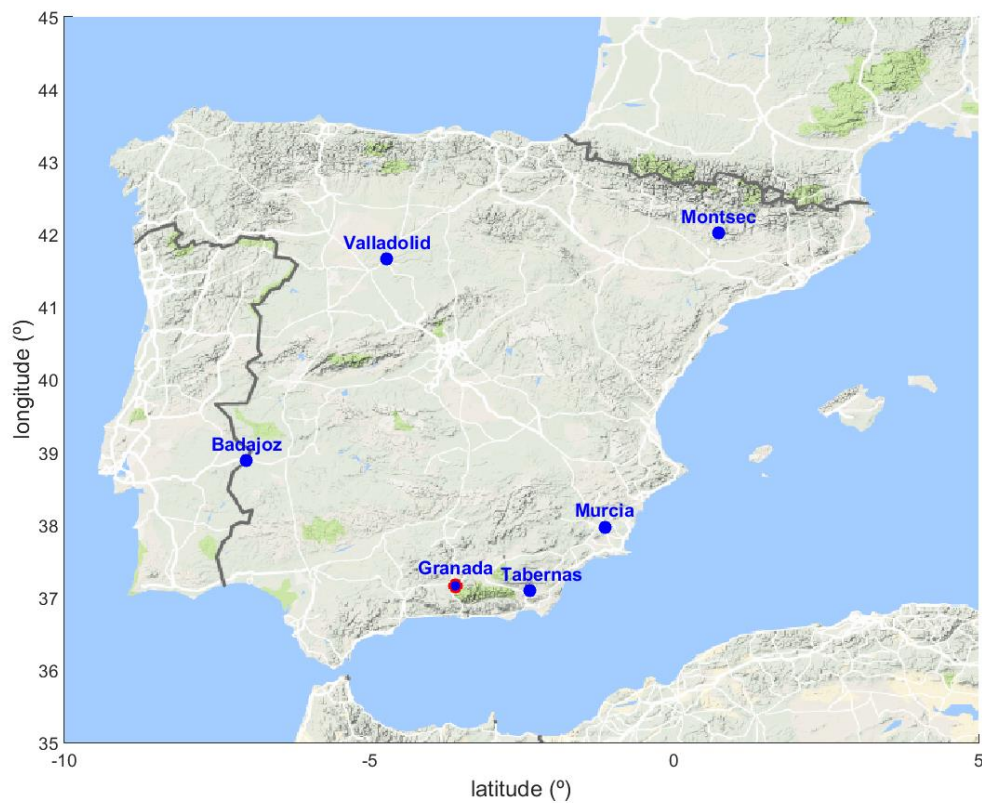 45
44
43
42
41
40
39
38
37
36
35
longitude (º)
Montsec
Valladolid
Badajoz
Murcia
Granada
Tabernas
-10
-5
0
5
latitude (º)